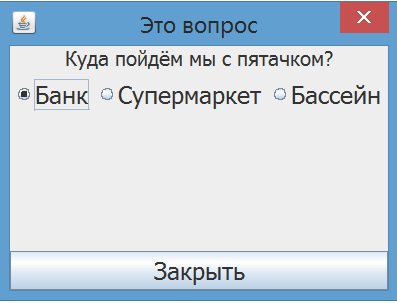 Это вопрос
Куда пойдём мы с пятачком?
Банк Супермаркет Бассейн
Закрыть